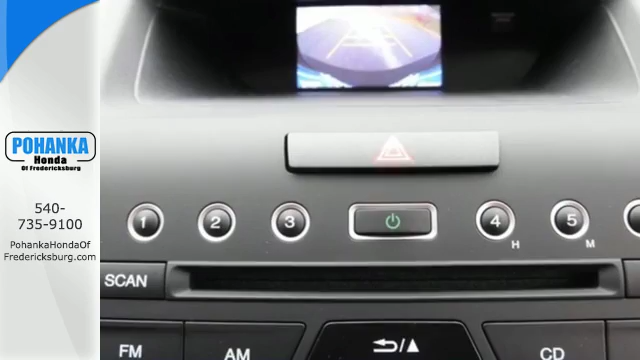 POHANKA
Honda
Of Fredericksburg
540-
735-9100
PohankaHondaOf
Fredericksburg.com
1 2 3 4 5
H M
SCAN
FM AM CD